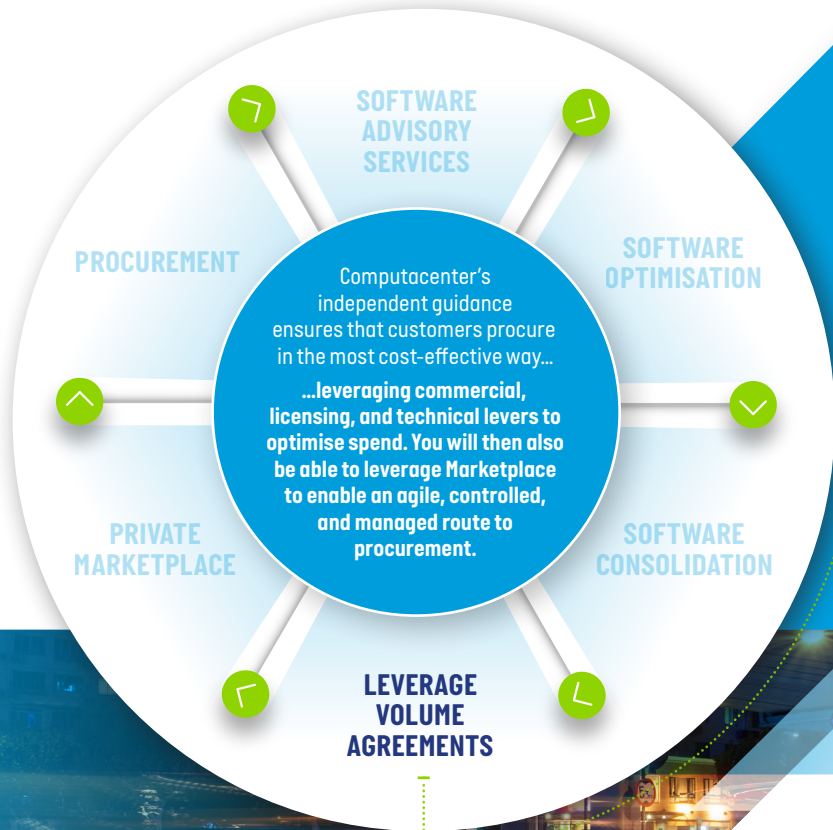 SOFTWARE
ADVISORY
SERVICES
SOFTWARE
OPTIMISATION
SOFTWARE
CONSOLIDATION
LEVERAGE
VOLUME
AGREEMENTS
PRIVATE
MARKETPLACE
PROCUREMENT
Computacenter's
independent guidance
ensures that customers procure
in the most cost-effective way...
...leveraging commercial,
licensing, and technical levers to
optimise spend. You will then also
be able to leverage Marketplace
to enable an agile, controlled,
and managed route to
procurement.